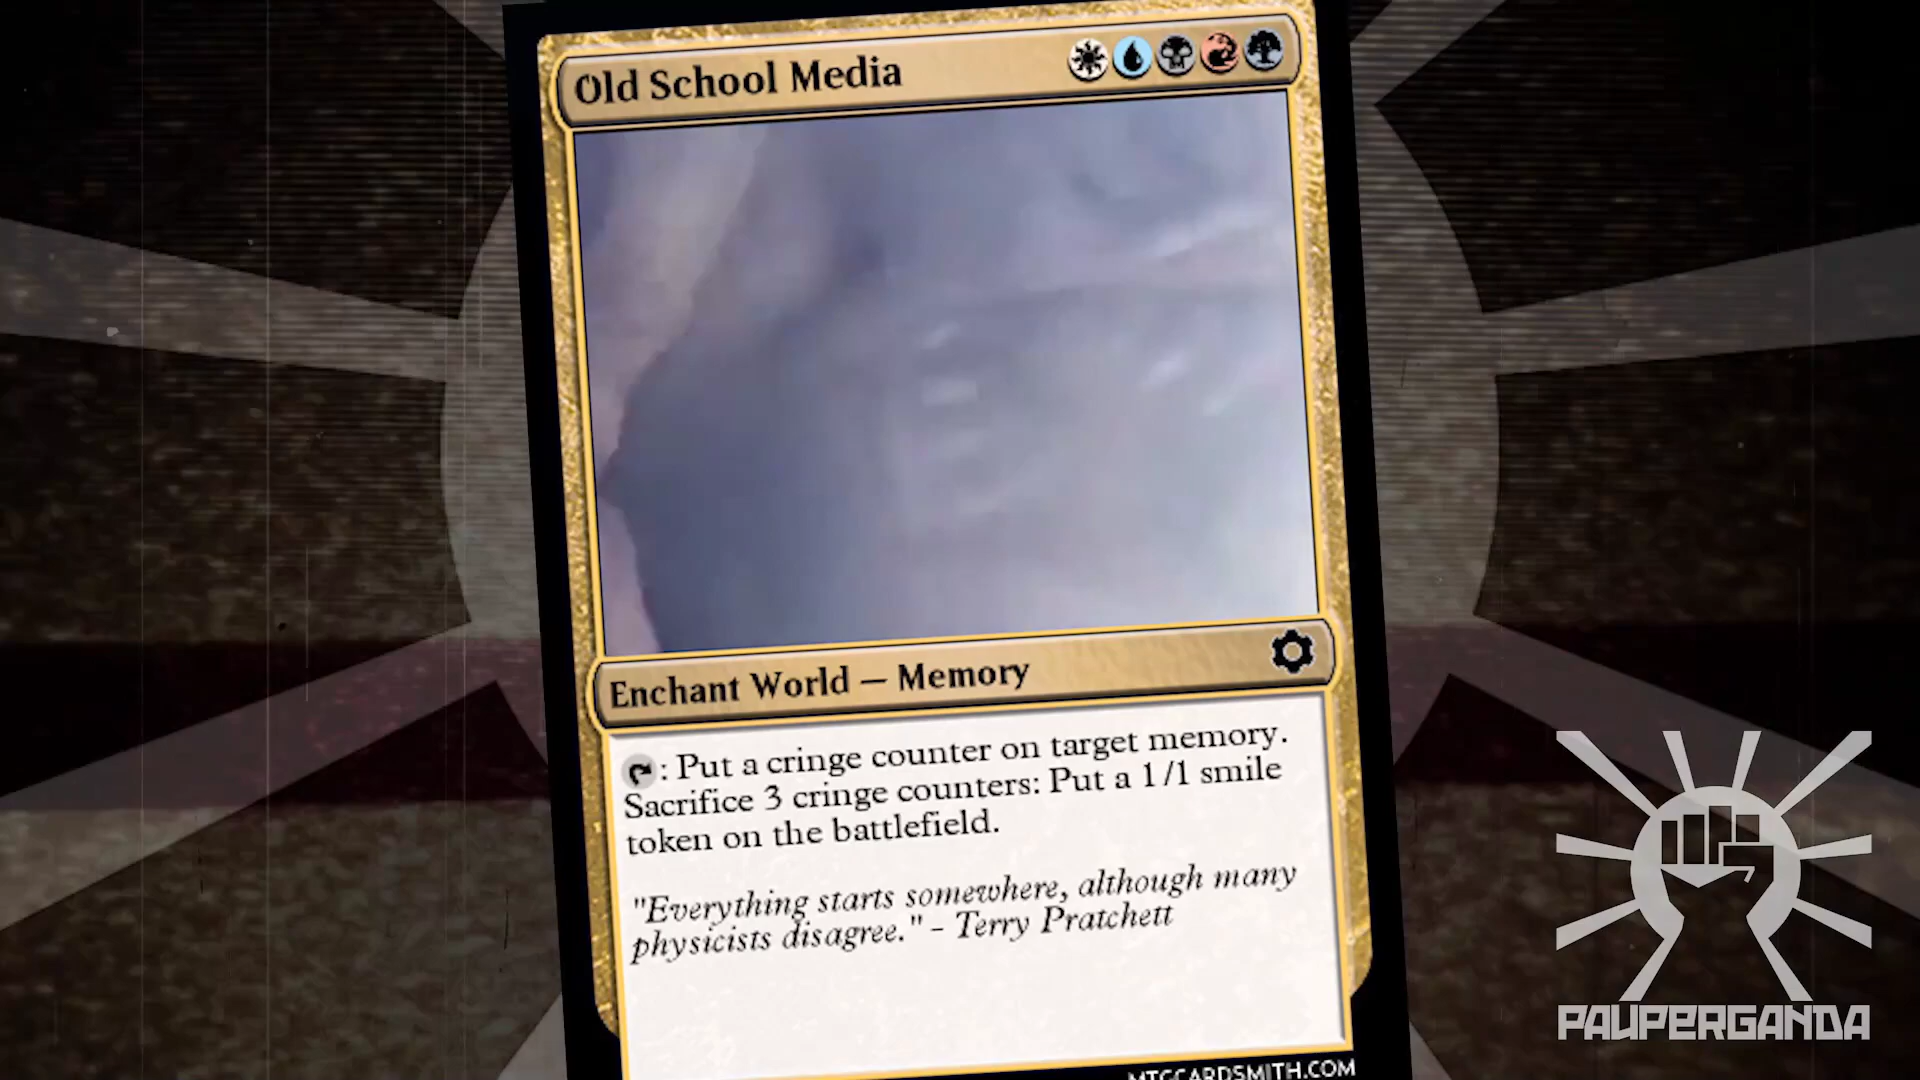 Old School Media
Enchant World – Memory
: Put a cringe counter on target memory.
Sacrifice 3 cringe counters: Put a 1/1 smile
token on the battlefield.
"Everything starts somewhere, although many
physicists disagree." - Terry Pratchett
MTGCARDSMITH.COM
PAUPERGANDA